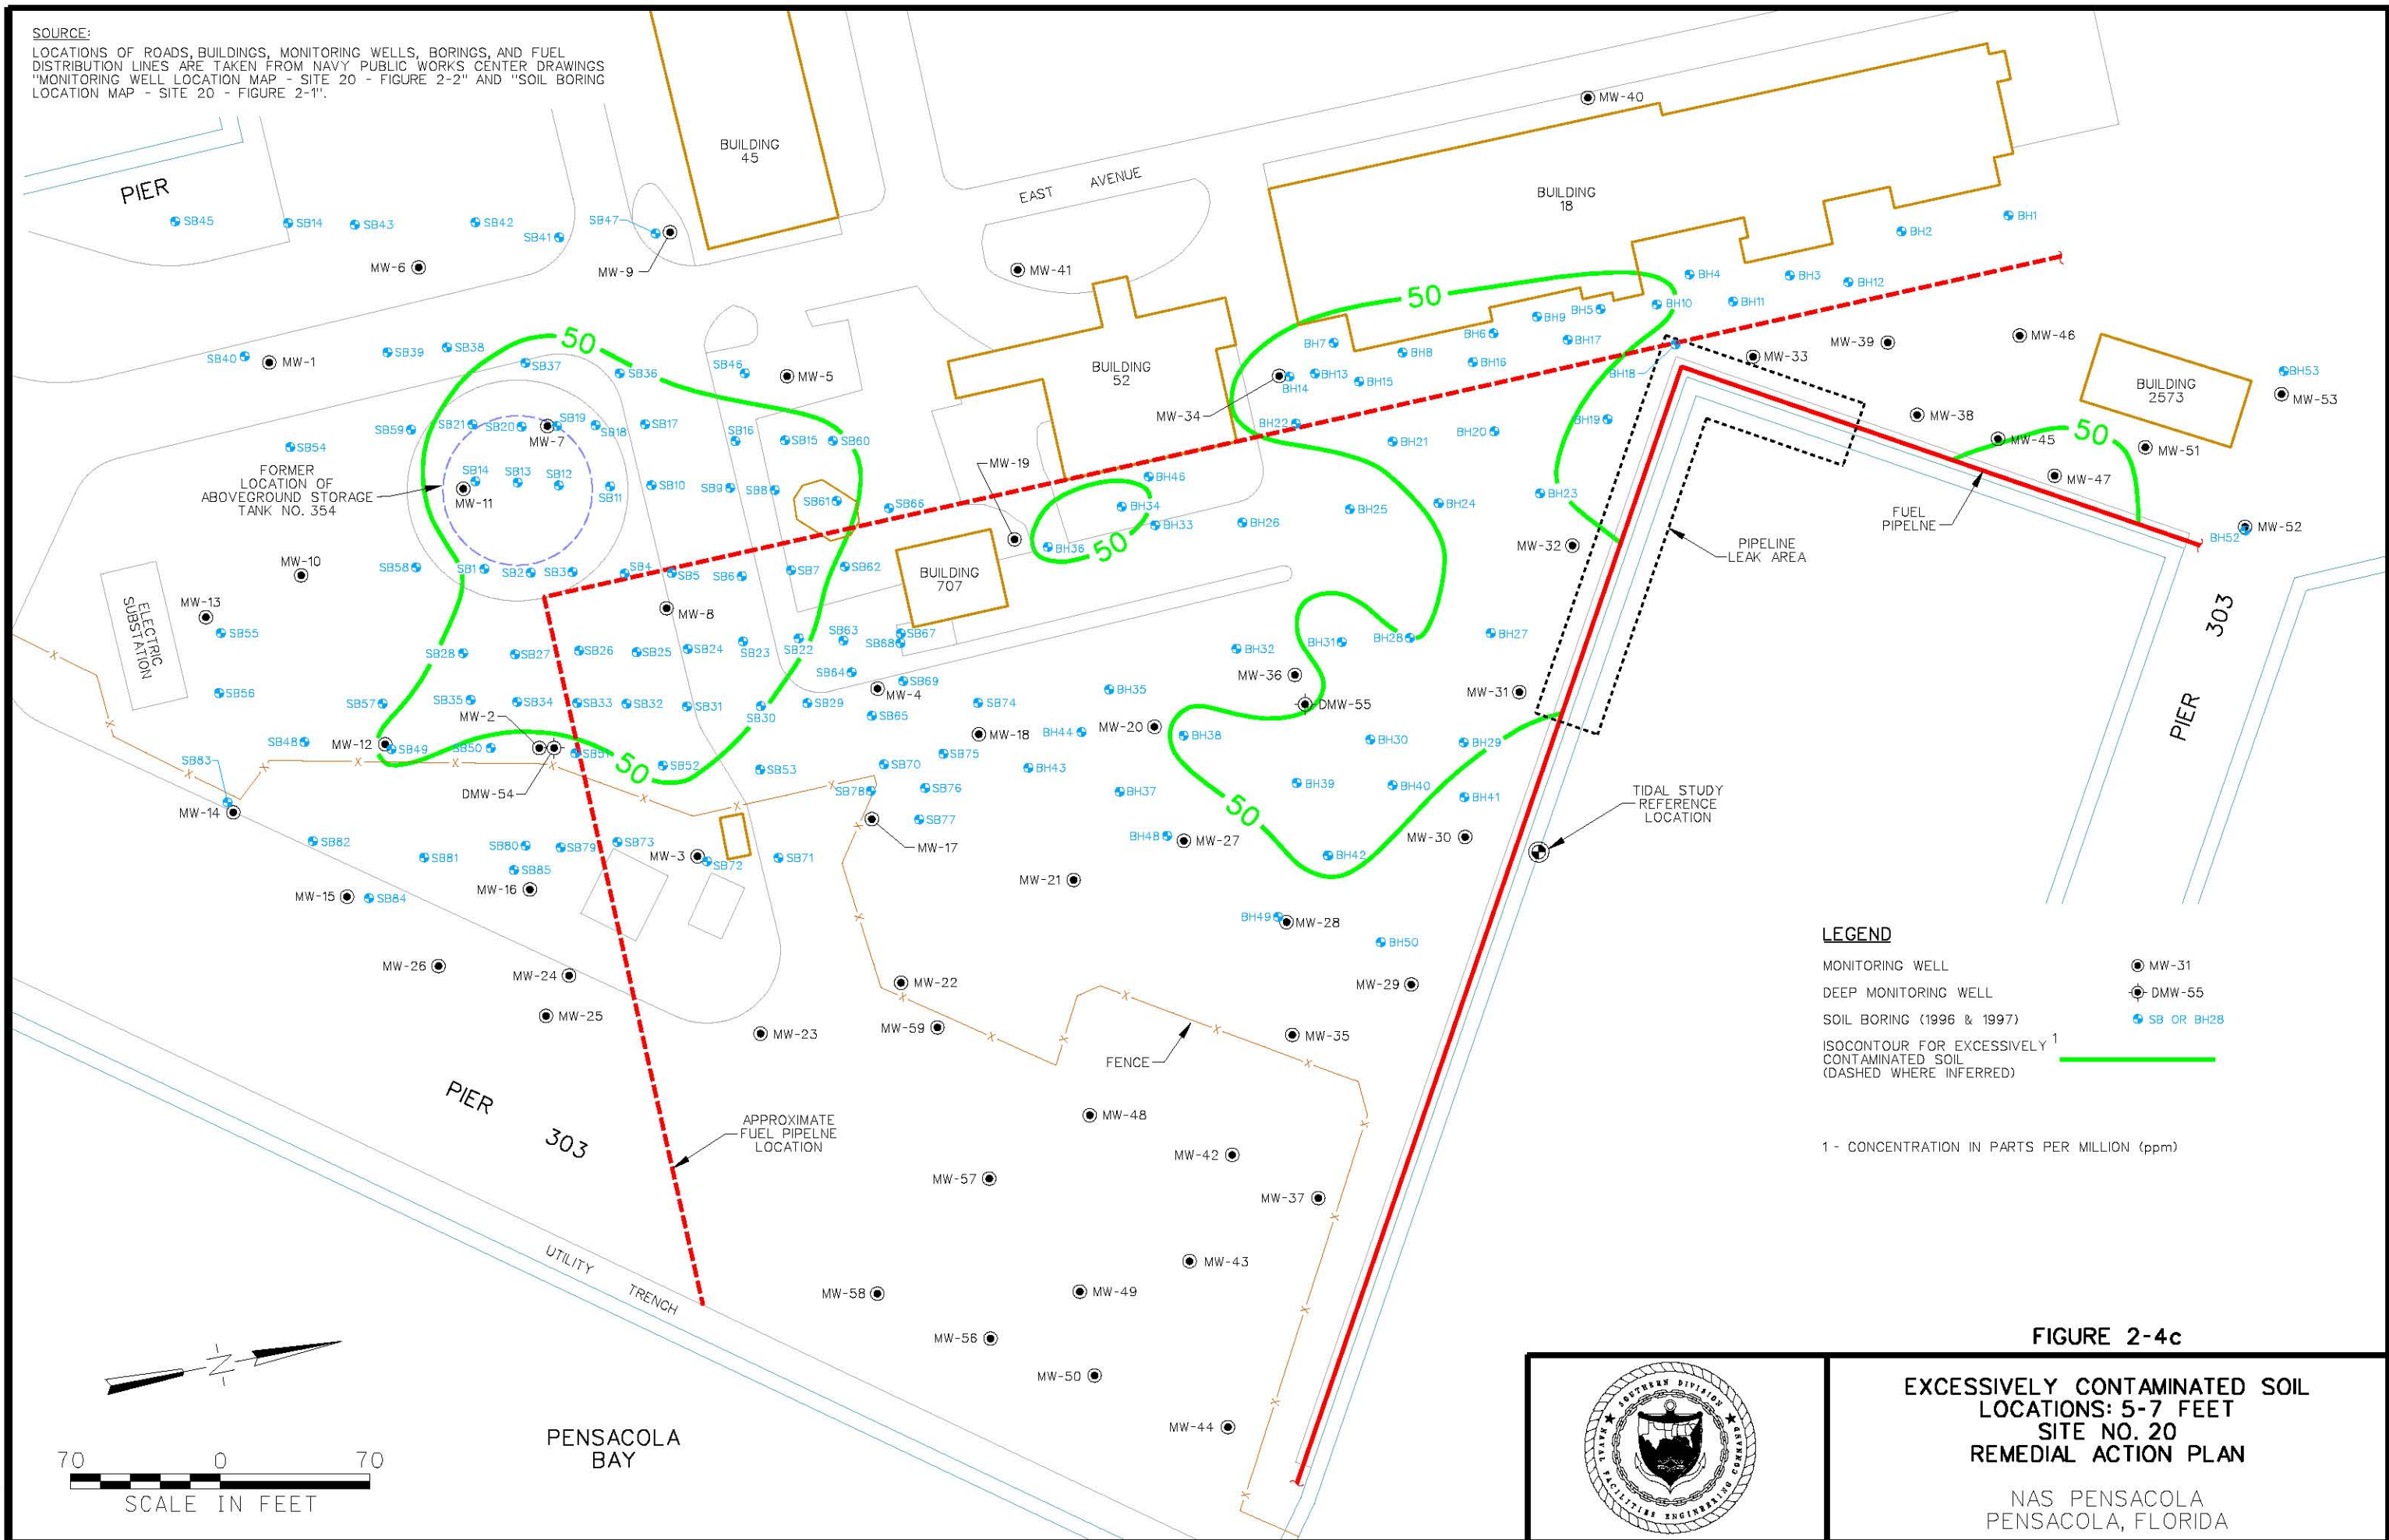 SOURCE:
LOCATIONS OF ROADS, BUILDINGS, MONITORING WELLS, BORINGS, AND FUEL
DISTRIBUTION LINES ARE TAKEN FROM NAVY PUBLIC WORKS CENTER DRAWINGS
"MONITORING WELL LOCATION MAP - SITE 20 - FIGURE 2-2" AND "SOIL BORING
LOCATION MAP - SITE 20 - FIGURE 2-1".
MW-40
BUILDING
45
PIER
EAST AVENUE
BUILDING
18
SB45
SB14
SB43
SB42
SB41
SB47
BH1
BH2
MW-6
MW-9
MW-41
BH4
BH3
BH12
50
BH10
BH11
BH5
BH9
50
BH6
BH17
MW-39
MW-46
SB40
MW-1
SB39
SB38
SB37
SB36
SB46
MW-5
BUILDING
52
BH7
BH8
BH16
BH18
MW-33
BH13
BH14
BH15
BUILDING
2573
BH53
MW-53
MW-34
MW-38
SB59
SB21
SB20
SB19
MW-7
SB18
SB17
SB16
SB15
SB60
BH22
BH21
BH20
BH19
MW-45
50
MW-51
SB54
FORMER
LOCATION OF
ABOVEGROUND STORAGE
TANK NO. 354
SB14
SB13
SB12
MW-11
SB11
SB10
SB9
SB8
SB61
SB66
MW-19
BH46
MW-47
BH34
BH33
BH26
BH25
BH24
BH23
FUEL
PIPELNE
MW-52
BH52
BH36
50
MW-32
PIPELINE
LEAK AREA
MW-10
SB58
SB1
SB2
SB3
SB4
SB5
SB6
SB7
SB62
BUILDING
707
ELECTRIC
SUBSTATION
MW-13
SB55
MW-8
SB63
SB67
SB68
PIER 303
SB28
SB27
SB26
SB25
SB24
SB23
SB22
BH32
BH31
BH28
BH27
SB64
SB69
MW-4
MW-36
SB56
SB57
SB35
SB34
SB33
SB32
SB31
SB30
SB29
SB65
SB74
BH35
DMW-55
MW-31
MW-2
MW-20
SB48
MW-12
SB49
SB50
SB51
MW-18
BH44
BH38
BH30
BH29
SB83
50
SB52
SB53
SB70
SB75
BH43
DMW-54
SB78
SB76
BH37
BH39
BH40
BH41
MW-14
50
TIDAL STUDY
REFERENCE
LOCATION
SB77
MW-17
SB82
SB81
SB80
SB79
SB73
MW-3
SB72
SB71
BH48
MW-27
MW-30
BH42
SB85
MW-16
MW-15
SB84
MW-21
BH49
MW-28
BH50
MW-26
MW-24
MW-22
MW-29
MW-25
MW-23
MW-59
MW-35
FENCE
LEGEND
MONITORING WELL MW-31
DEEP MONITORING WELL DMW-55
SOIL BORING (1996 & 1997) SB OR BH28
ISOCONTOUR FOR EXCESSIVELY 1
CONTAMINATED SOIL
(DASHED WHERE INFERRED)
1 - CONCENTRATION IN PARTS PER MILLION (ppm)
PIER 303
APPROXIMATE
FUEL PIPELNE
LOCATION
MW-48
MW-42
MW-57
MW-37
UTILITY TRENCH
MW-43
MW-58
MW-49
MW-56
MW-50
MW-44
N
70 0 70
SCALE IN FEET
PENSACOLA
BAY
FIGURE 2-4c
SOUTHERN DIVISION
NAVAL FACILITIES ENGINEERING COMMAND
EXCESSIVELY CONTAMINATED SOIL
LOCATIONS: 5-7 FEET
SITE NO. 20
REMEDIAL ACTION PLAN
NAS PENSACOLA
PENSACOLA, FLORIDA